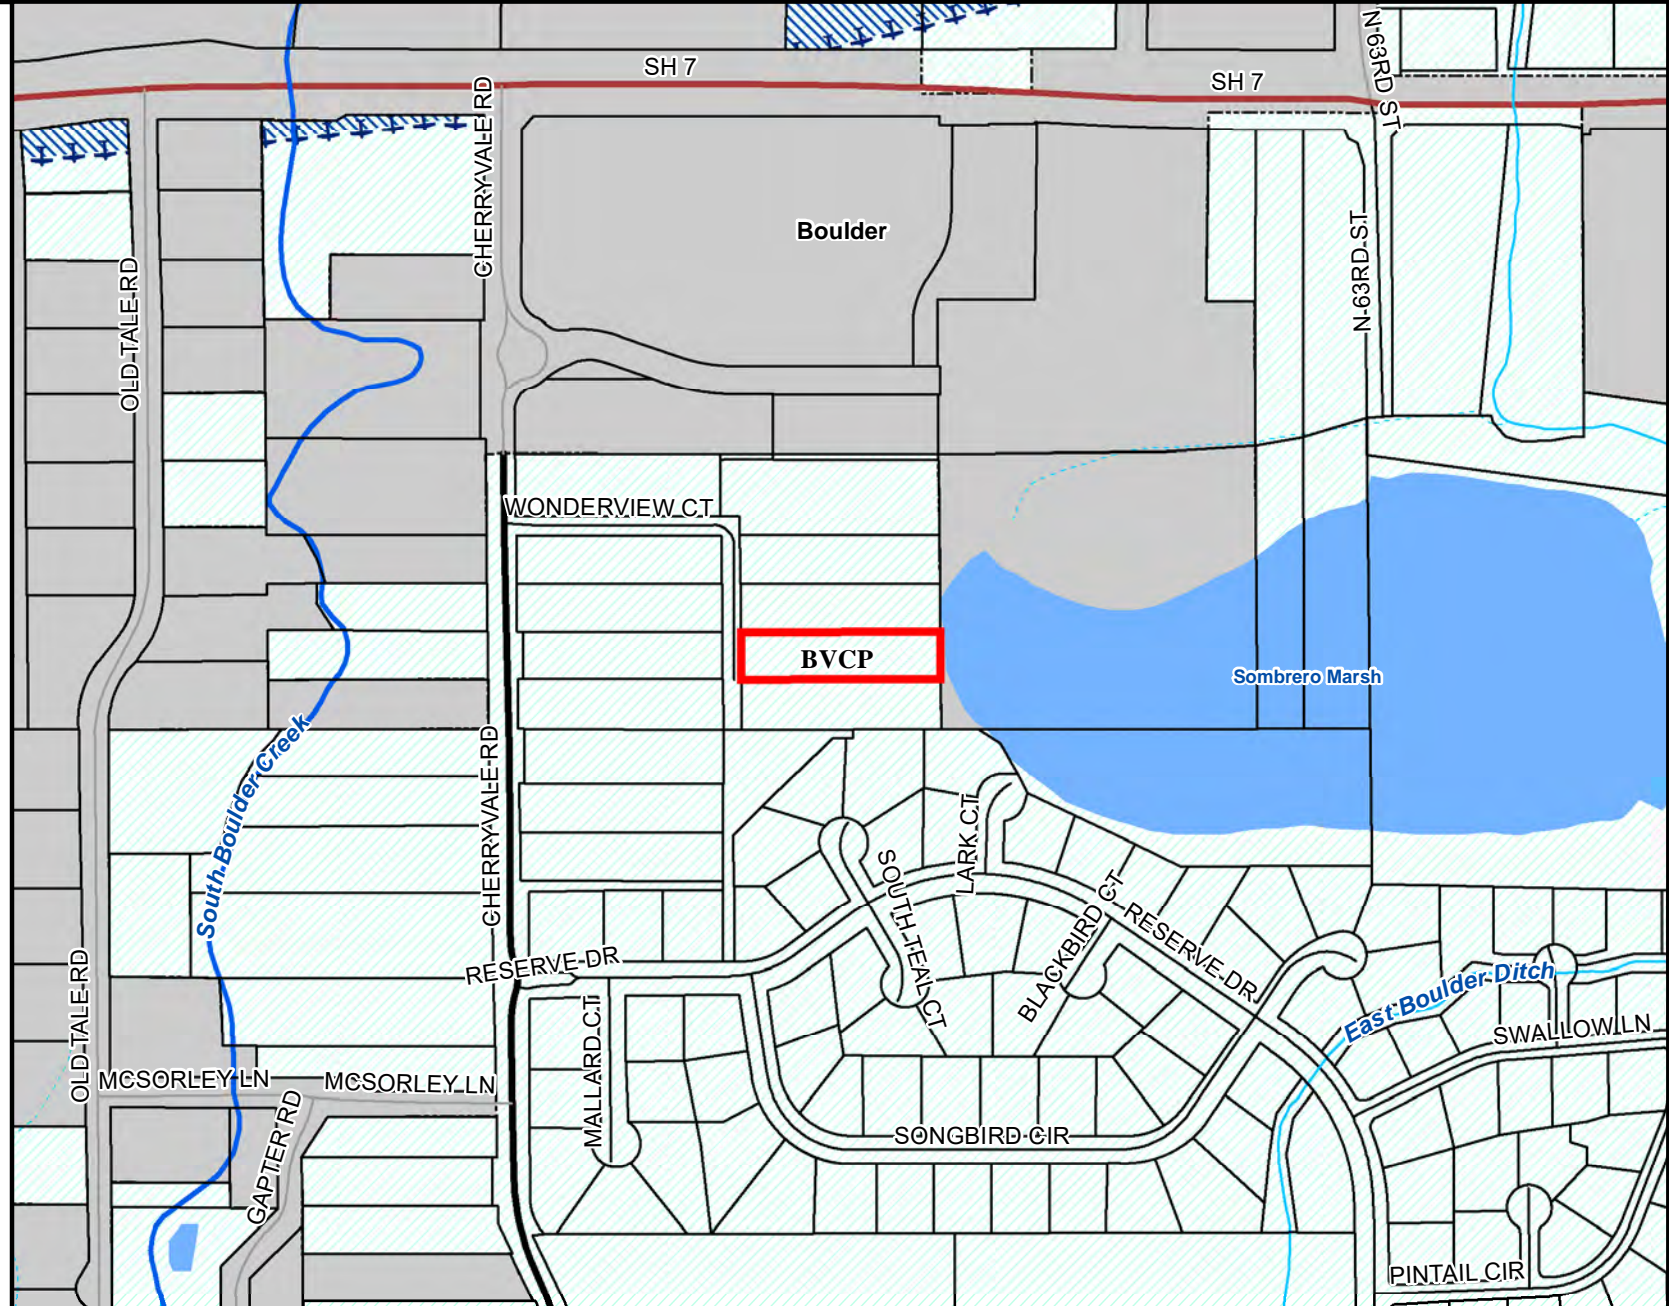 SH 7
SH 7
N 63RD ST
CHERRYVALE RD
Boulder
OLD TALE RD
N 63RD ST
WONDERVIEW CT
BVCP
Sombrero Marsh
South Boulder Creek
CHERRYVALE RD
LARK CT
SOUTH TEAL CT
BLACKBIRD CT
RESERVE DR
RESERVE DR
East Boulder Ditch
OLD TALE RD
MALLARD CT
SWALLOW LN
MCSORLEY LN
MCSORLEY LN
GAPTER RD
SONGBIRD CIR
PINTAIL CIR